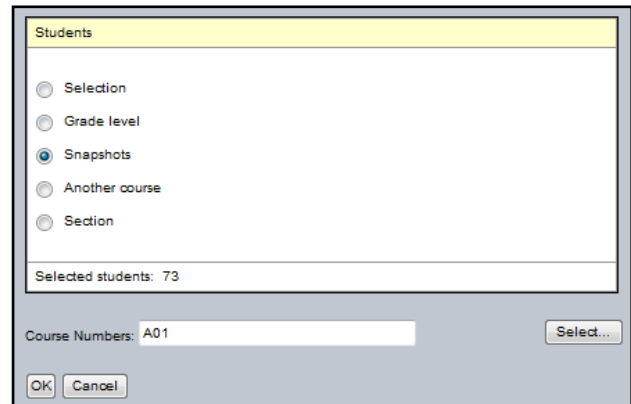 Students
Selection
Grade level
Snapshots
Another course
Section
Selected students: 73
Course Numbers: A01 Select...
OK Cancel